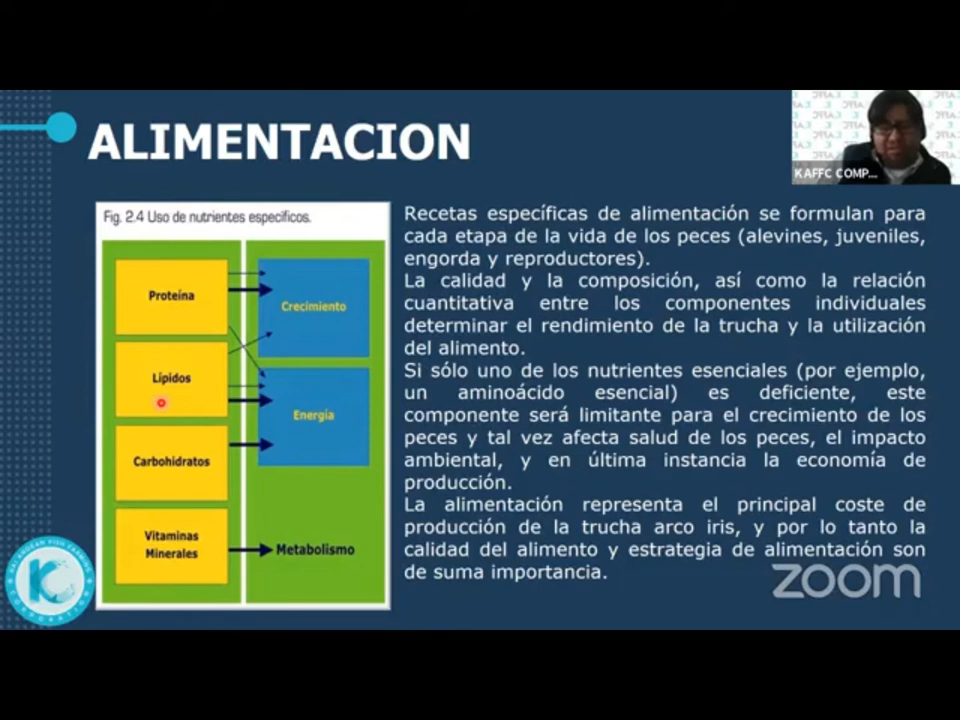 ALIMENTACION
KAFFC COMP...
Fig. 2.4 Uso de nutrientes específicos.
Proteína
Lípidos
Carbohidratos
Vitaminas
Minerales
Crecimiento
Energía
Metabolismo
Recetas específicas de alimentación se formulan para
cada etapa de la vida de los peces (alevines, juveniles,
engorda y reproductores).
La calidad y la composición, así como la relación
cuantitativa entre los componentes individuales
determinar el rendimiento de la trucha y la utilización
del alimento.
Si sólo uno de los nutrientes esenciales (por ejemplo,
un aminoácido esencial) es deficiente, este
componente será limitante para el crecimiento de los
peces y tal vez afecta salud de los peces, el impacto
ambiental, y en última instancia la economía de
producción.
La alimentación representa el principal coste de
producción de la trucha arco iris, y por lo tanto la
calidad del alimento y estrategia de alimentación son
de suma importancia.
zoom